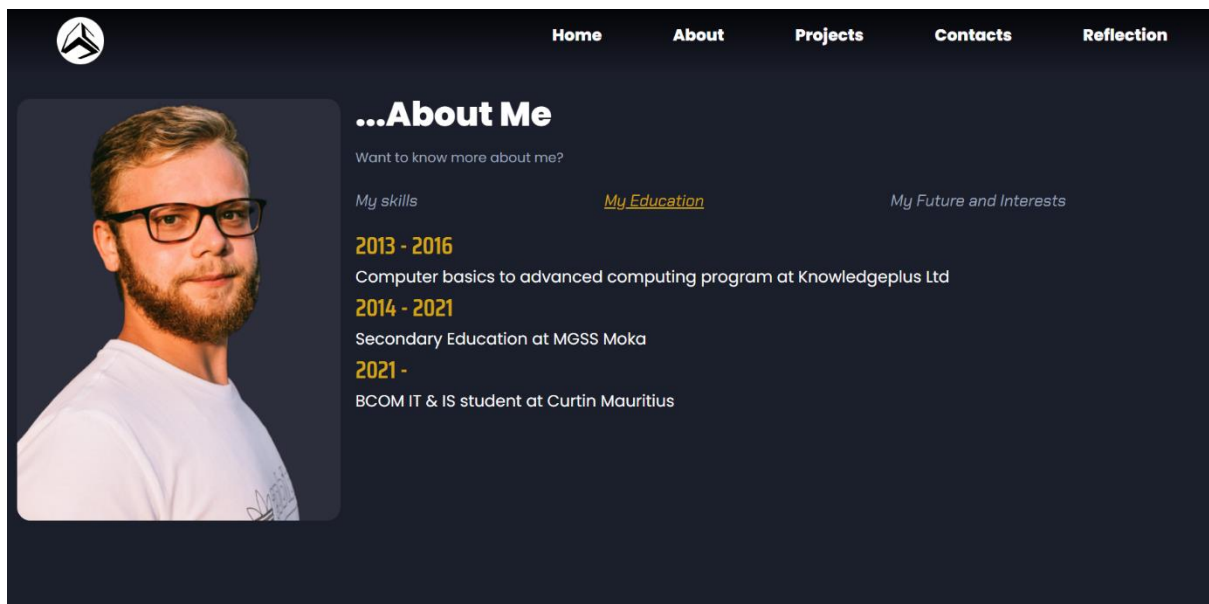 Home About Projects Contacts Reflection
...About Me
Want to know more about me?
My skills My Education My Future and Interests
2013 - 2016
Computer basics to advanced computing program at Knowledgeplus Ltd
2014 - 2021
Secondary Education at MGSS Moka
2021 -
BCOM IT & IS student at Curtin Mauritius